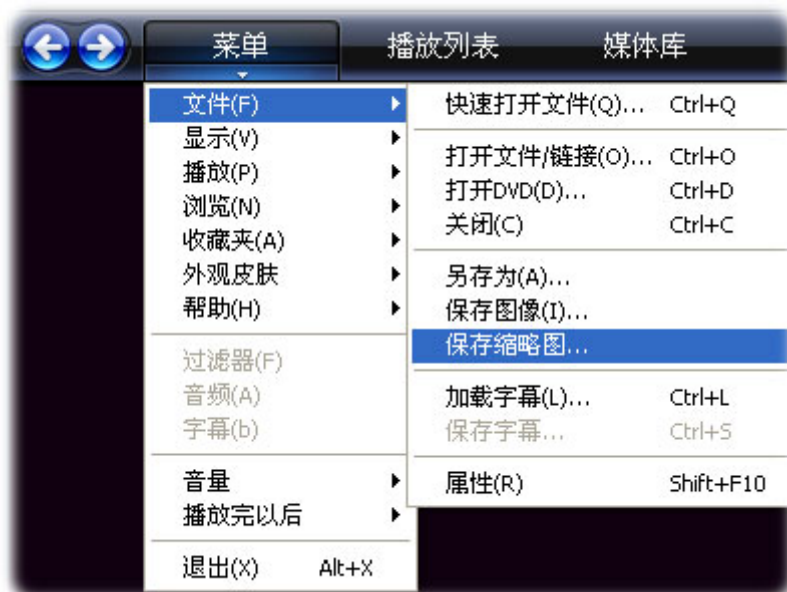 菜单 播放列表 媒体库
文件(F)
显示(V)
播放(P)
浏览(N)
收藏夹(A)
外观皮肤
帮助(H)
过滤器(F)
音频(A)
字幕(b)
音量
播放完以后
退出(X) Alt+X
快速打开文件(Q)... Ctrl+Q
打开文件/链接(O)... Ctrl+O
打开DVD(D)... Ctrl+D
关闭(C) Ctrl+C
另存为(A)...
保存图像(I)...
保存缩略图...
加载字幕(L)... Ctrl+L
保存字幕... Ctrl+S
属性(R) Shift+F10